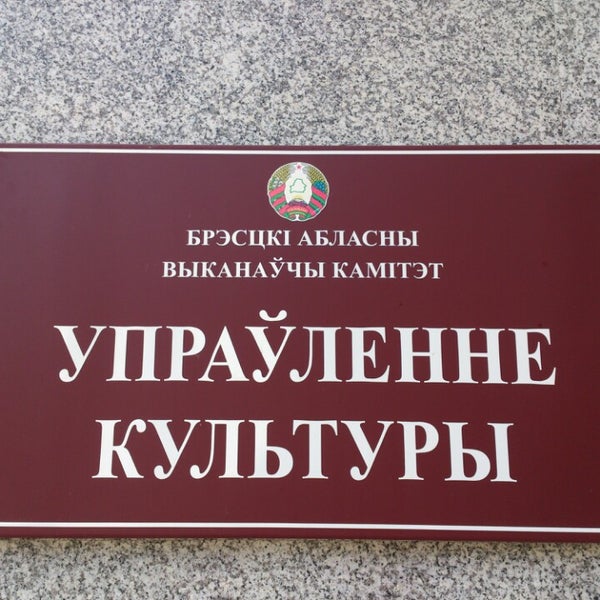 БРЭСЦКІ АБЛАСНЫ
ВЫКАНАЎЧЫ КАМІТЭТ
УПРАЎЛЕННЕ
КУЛЬТУРЫ